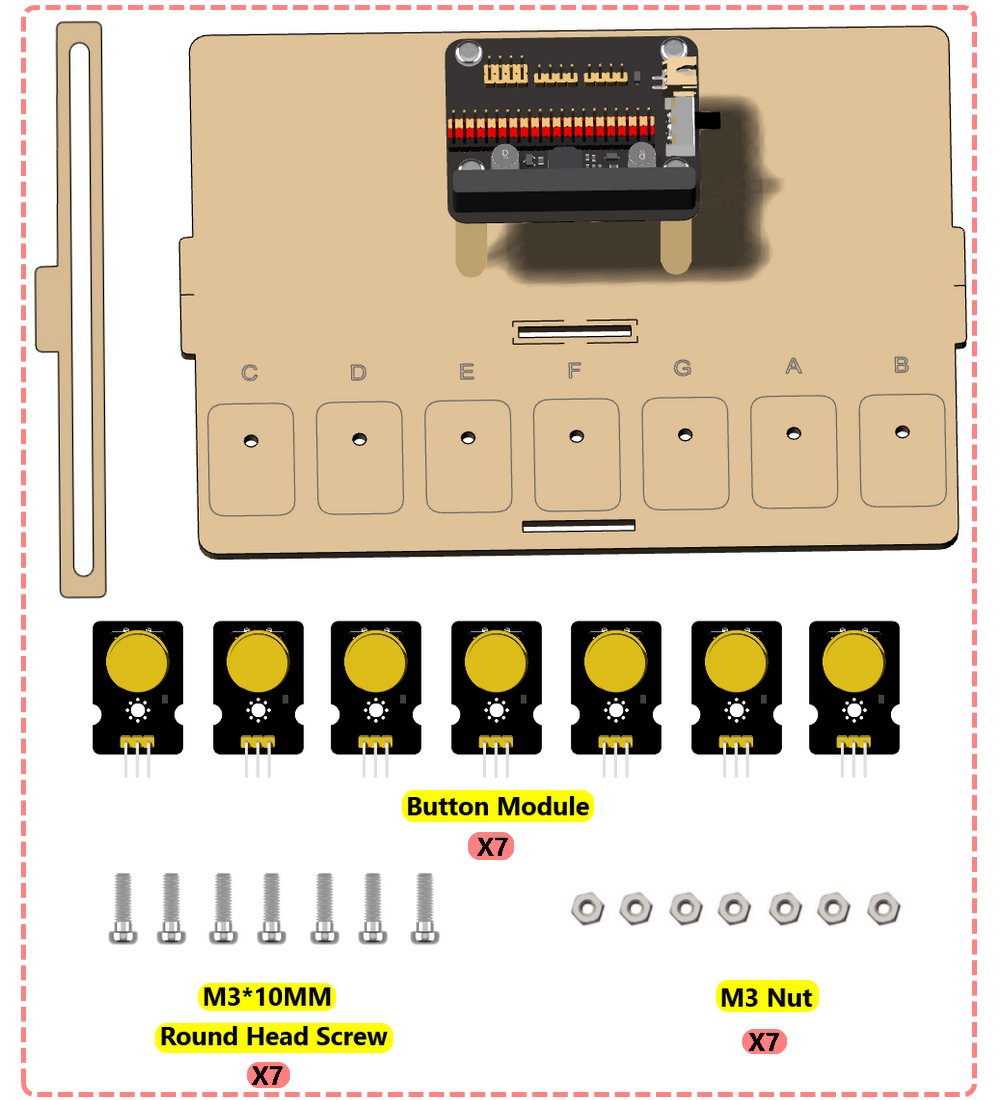 C D E F G A B
Button Module
X7
M3*10MM
Round Head Screw
X7
M3 Nut
X7